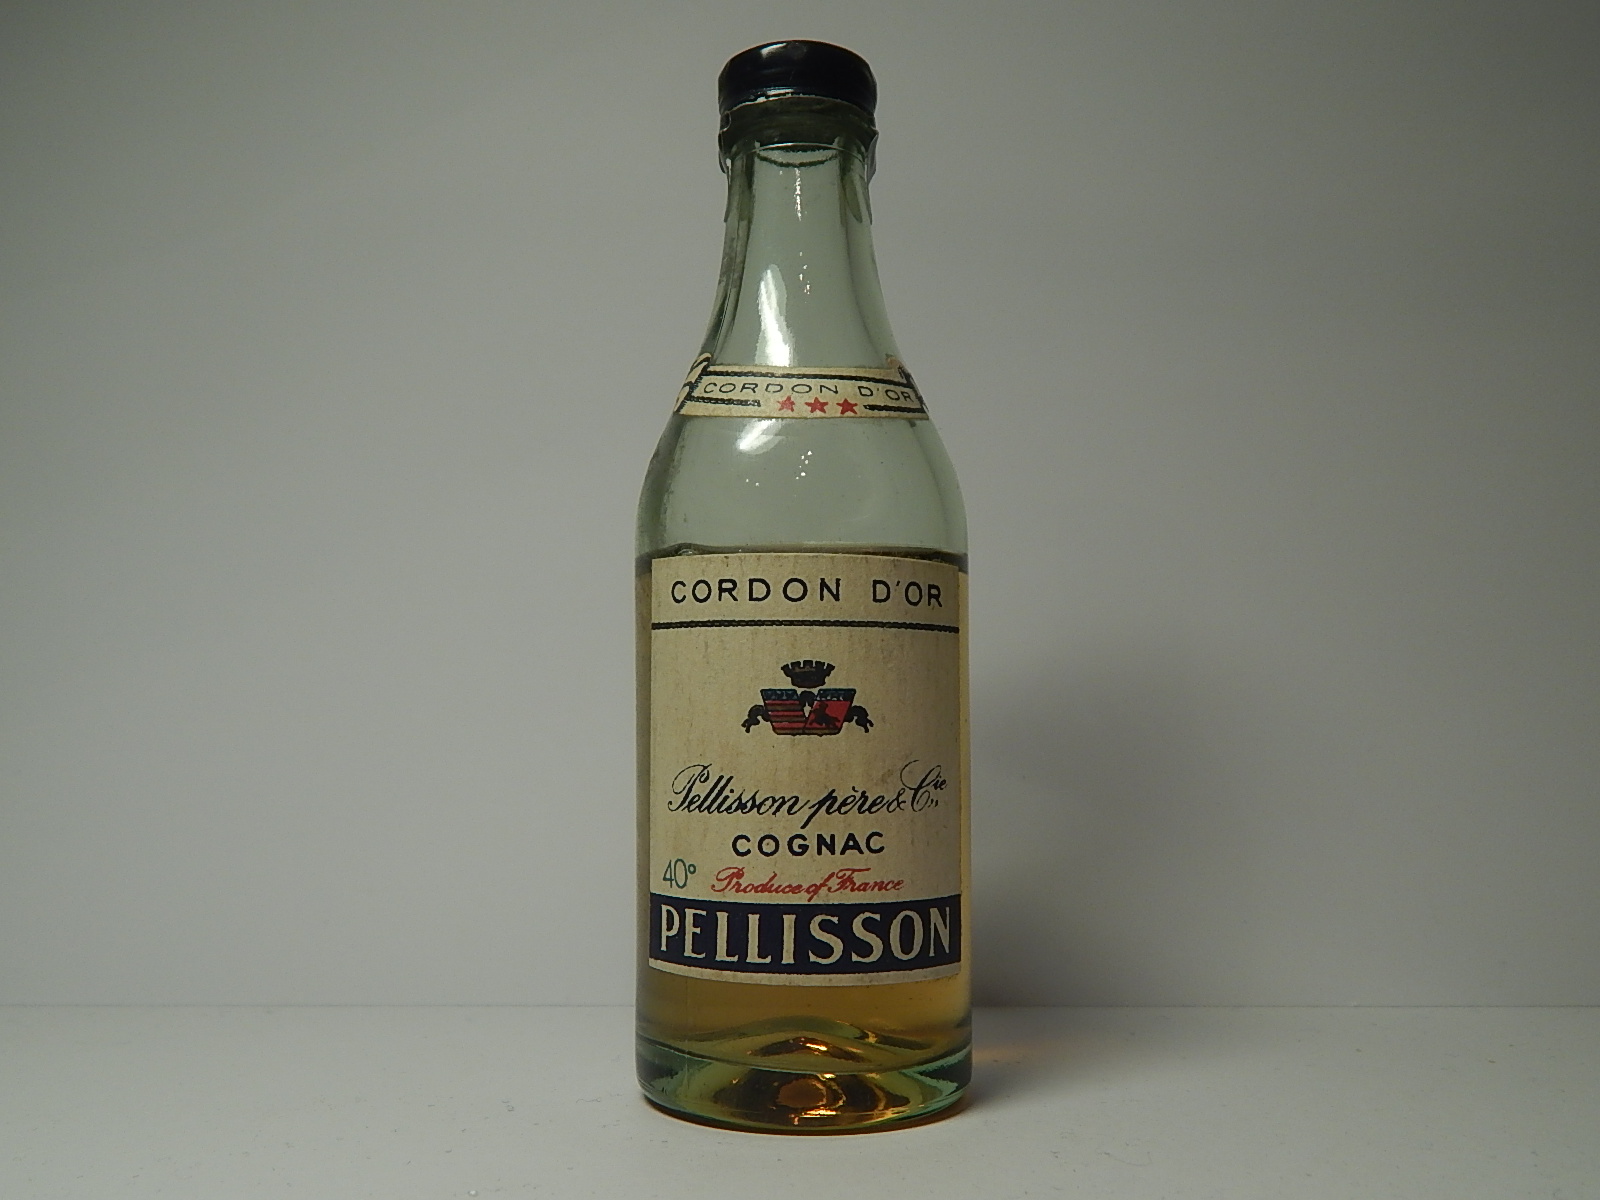 CORDON D'OR
★★★
CORDON D'OR
Pellisson père & Cie
COGNAC
40° Produce of France
PELLISSON